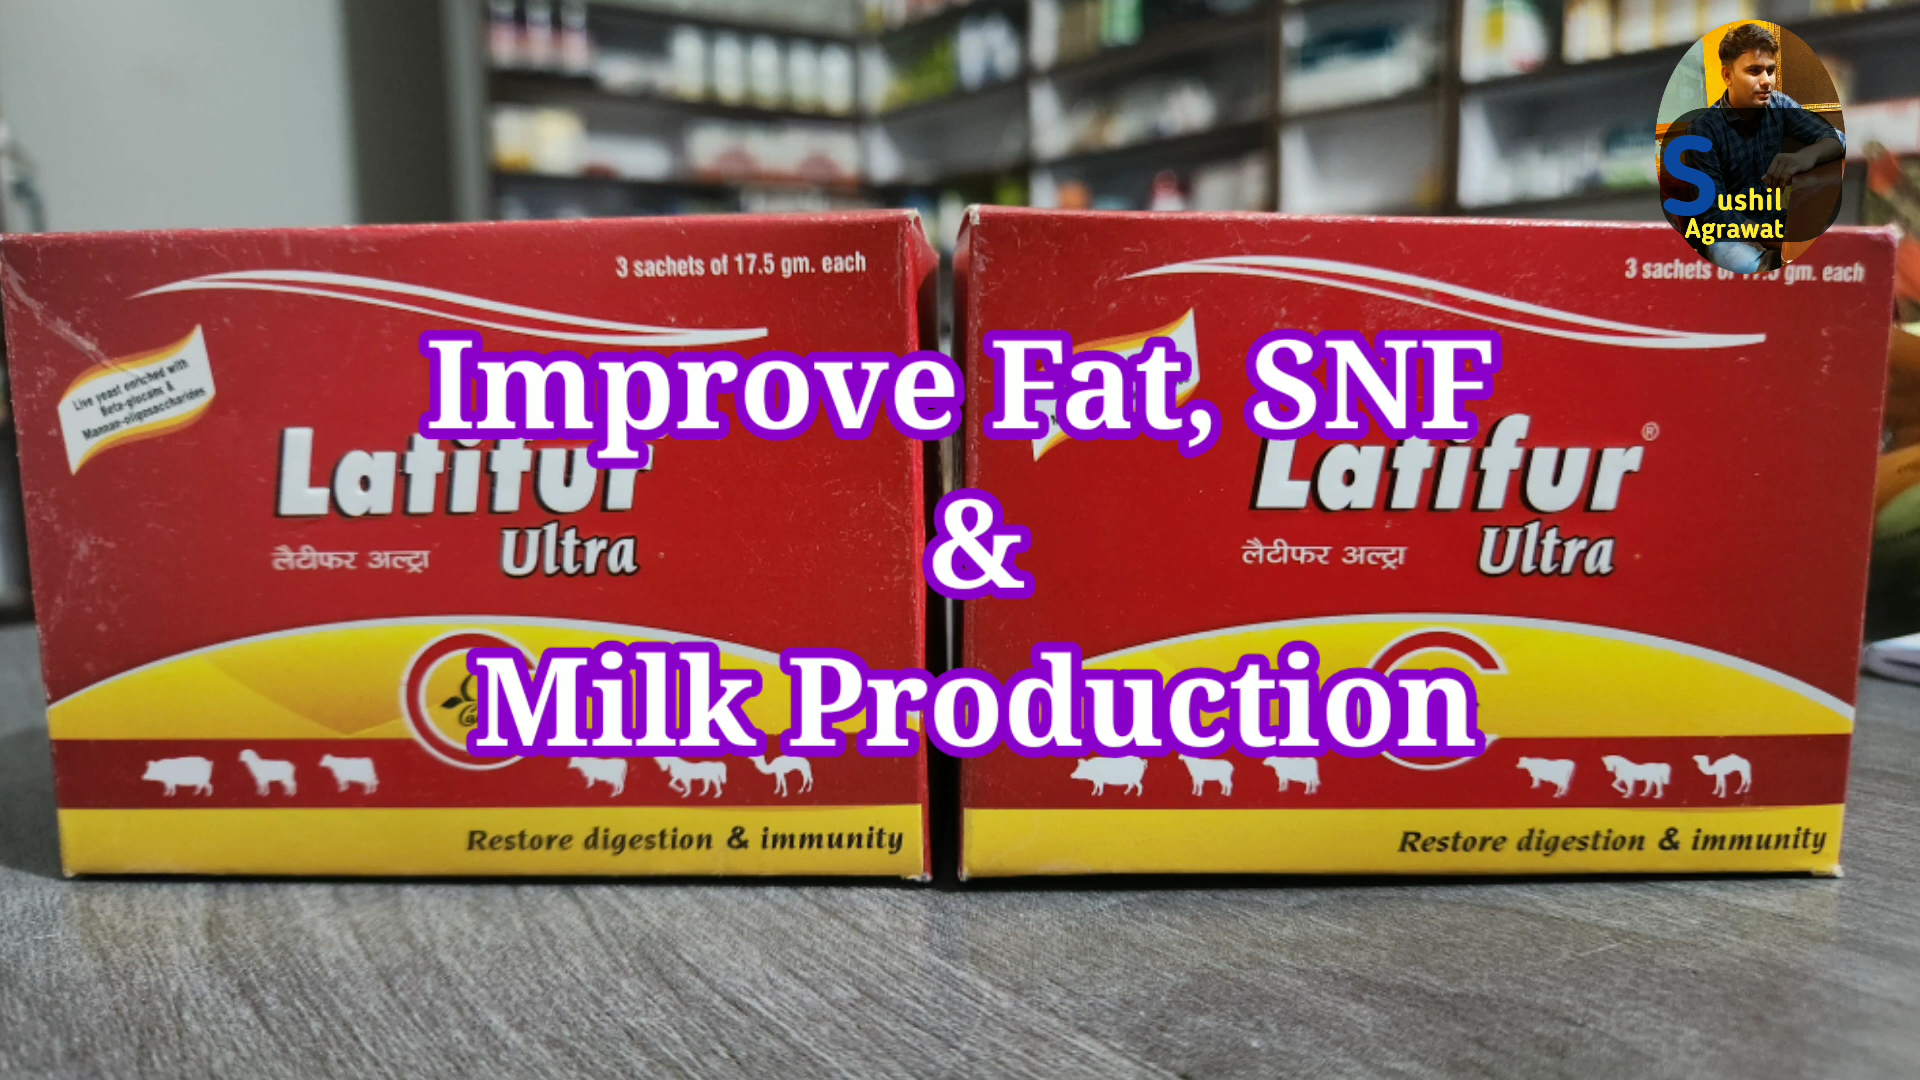 Sushil
Agrawat
3 sachets of 17.5 gm. each
Live yeast enriched with
Beta-glucans &
Mannan-oligosaccharides
Latifur
Ultra
लैटीफर अल्ट्रा
Restore digestion & immunity
3 sachets of gm. each
Latifur®
Ultra
लैटीफर अल्ट्रा
Restore digestion & immunity
Improve Fat, SNF
&
Milk Production